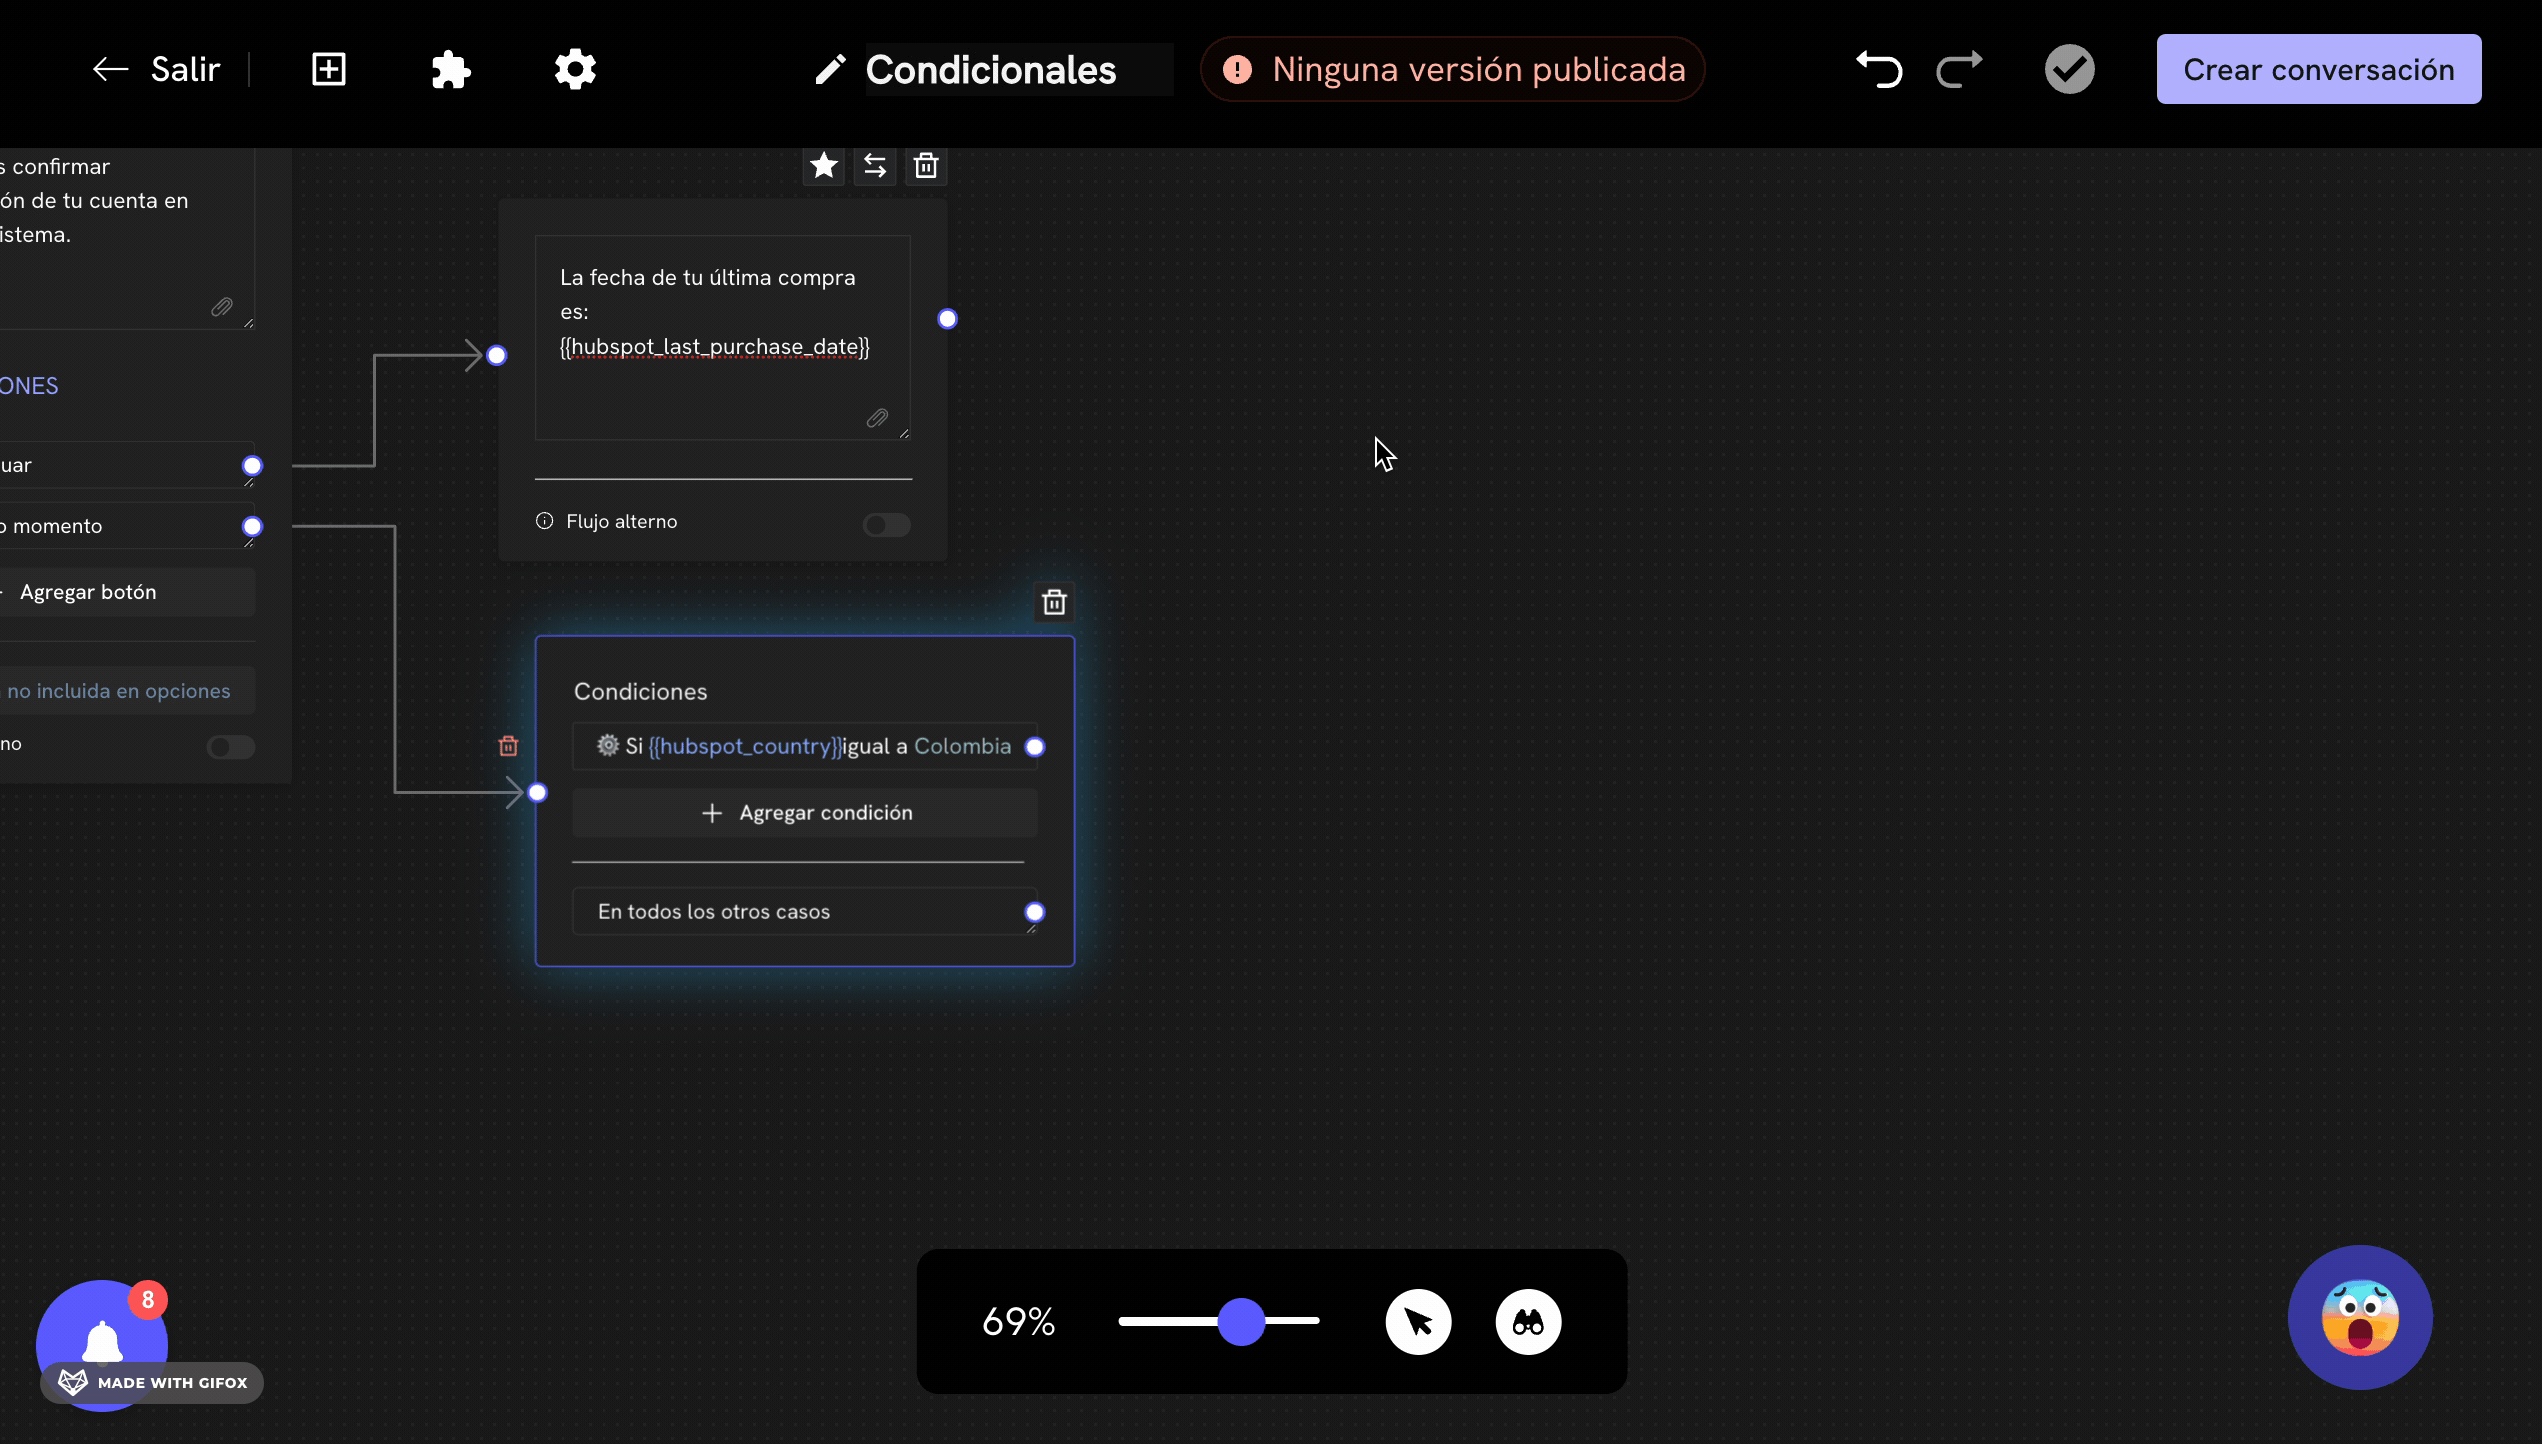 Salir
Condicionales
Ninguna versión publicada
Crear conversación
s confirmar
ón de tu cuenta en
istema.
ONES
uar
o momento
Agregar botón
no incluida en opciones
no
La fecha de tu última compra
es:
{{hubspot_last_purchase_date}}
Flujo alterno
Condiciones
Si {{hubspot_country}}igual a Colombia
Agregar condición
En todos los otros casos
69%
8
MADE WITH GIFOX